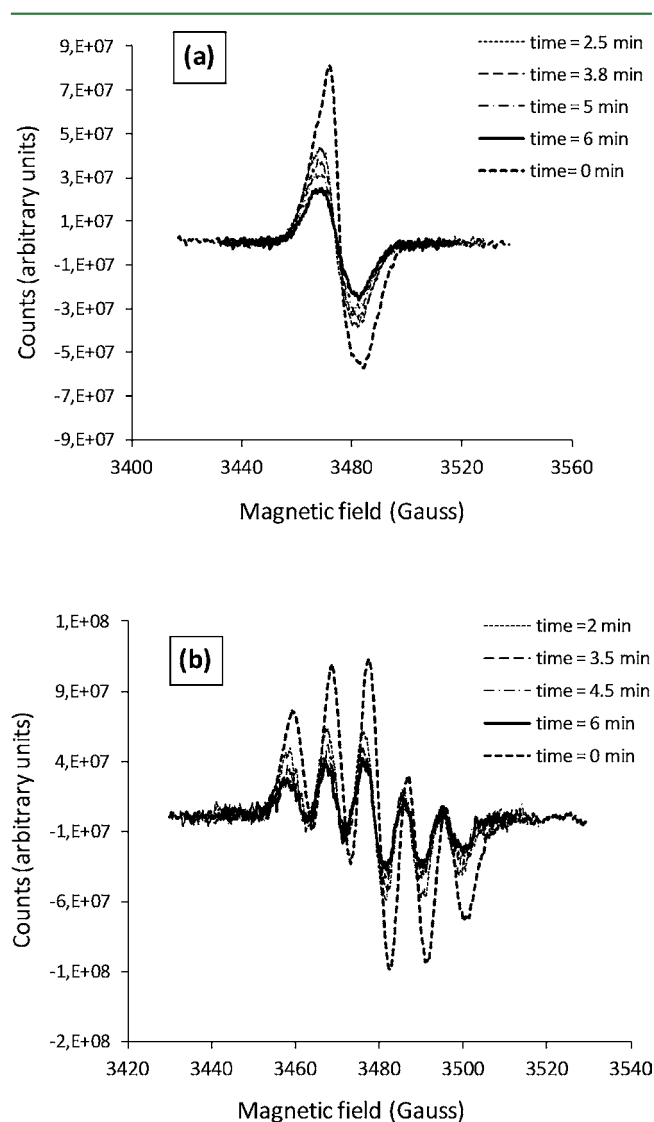 (a)
time = 2.5 min
time = 3.8 min
time = 5 min
time = 6 min
time= 0 min
9,E+07
7,E+07
5,E+07
3,E+07
1,E+07
-1,E+07
-3,E+07
-5,E+07
-7,E+07
-9,E+07
Counts (arbitrary units)
3400
3440
3480
3520
3560
Magnetic field (Gauss)
(b)
time = 2 min
time = 3.5 min
time = 4.5 min
time = 6 min
time = 0 min
1,E+08
9,E+07
4,E+07
-1,E+07
-6,E+07
-1,E+08
-2,E+08
Counts (arbitrary units)
3420
3440
3460
3480
3500
3520
3540
Magnetic field (Gauss)